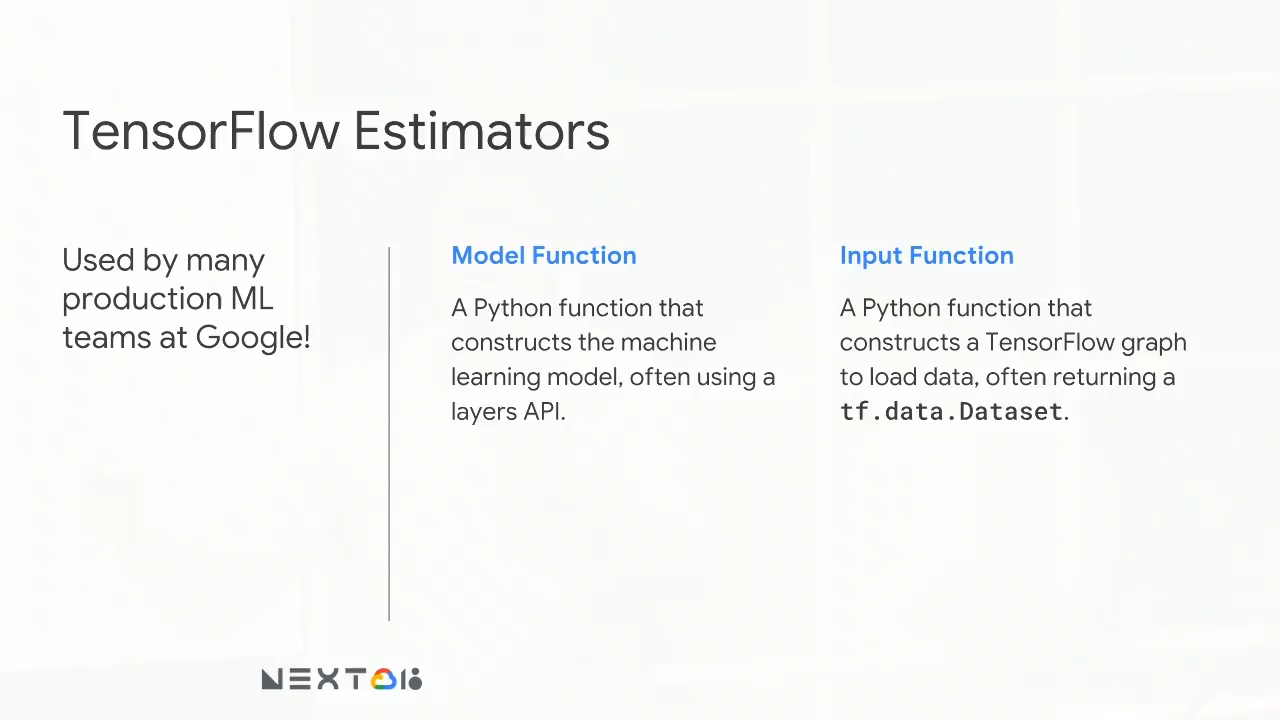 TensorFlow Estimators
Used by many
production ML
teams at Google!
Model Function
A Python function that
constructs the machine
learning model, often using a
layers API.
Input Function
A Python function that
constructs a TensorFlow graph
to load data, often returning a
tf.data.Dataset.
NEXT 18